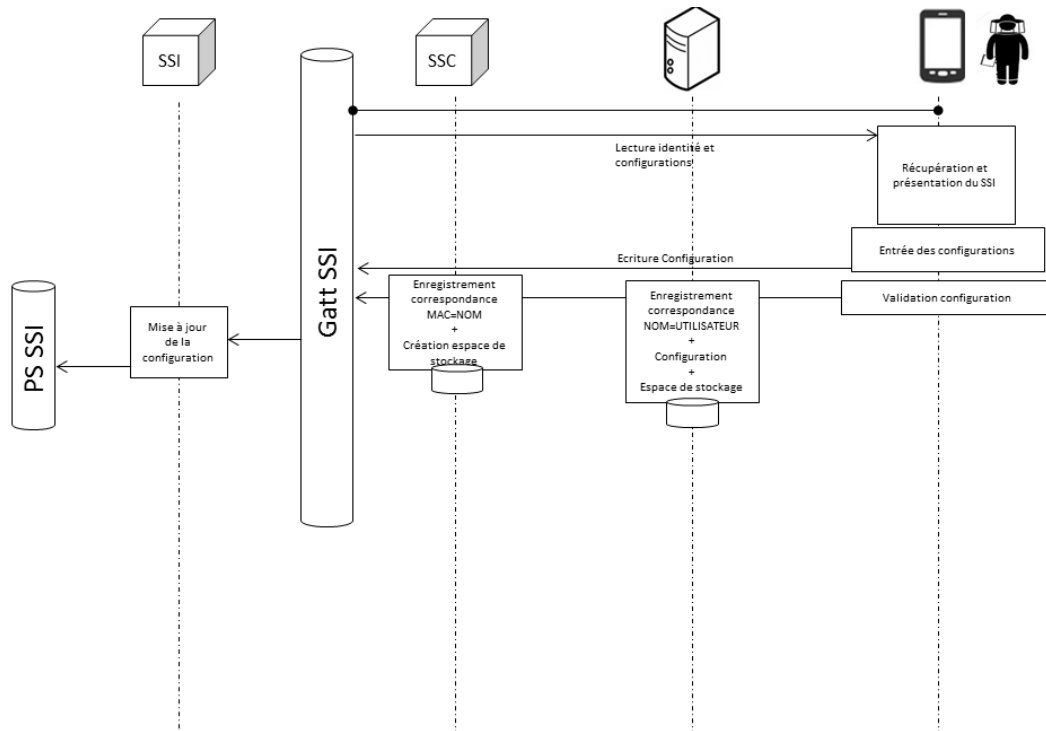 SSI
SSC
Lecture identité et
configurations
Récupération et
présentation du SSI
Entrée des configurations
Ecriture Configuration
Gatt SSI
PS SSI
Mise à jour
de la
configuration
Enregistrement
correspondance
MAC=NOM
+
Création espace de
stockage
Enregistrement
correspondance
NOM=UTILISATEUR
+
Configuration
+
Espace de stockage
Validation configuration